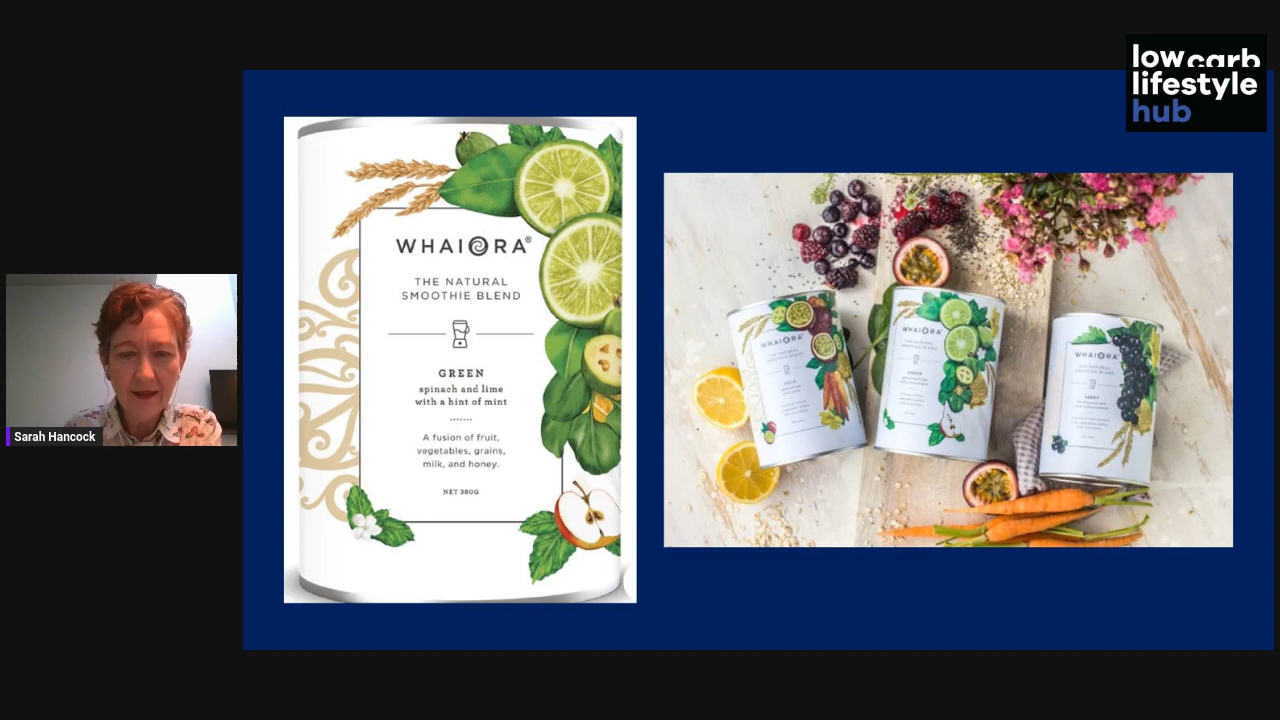 low carb
lifestyle
hub
WHAIORA®
THE NATURAL
SMOOTHIE BLEND
GREEN
spinach and lime
with a hint of mint
A fusion of fruit,
vegetables, grains,
milk, and honey.
NET 380G
WHAIORA
WHAIORA
WHAIORA
Sarah Hancock